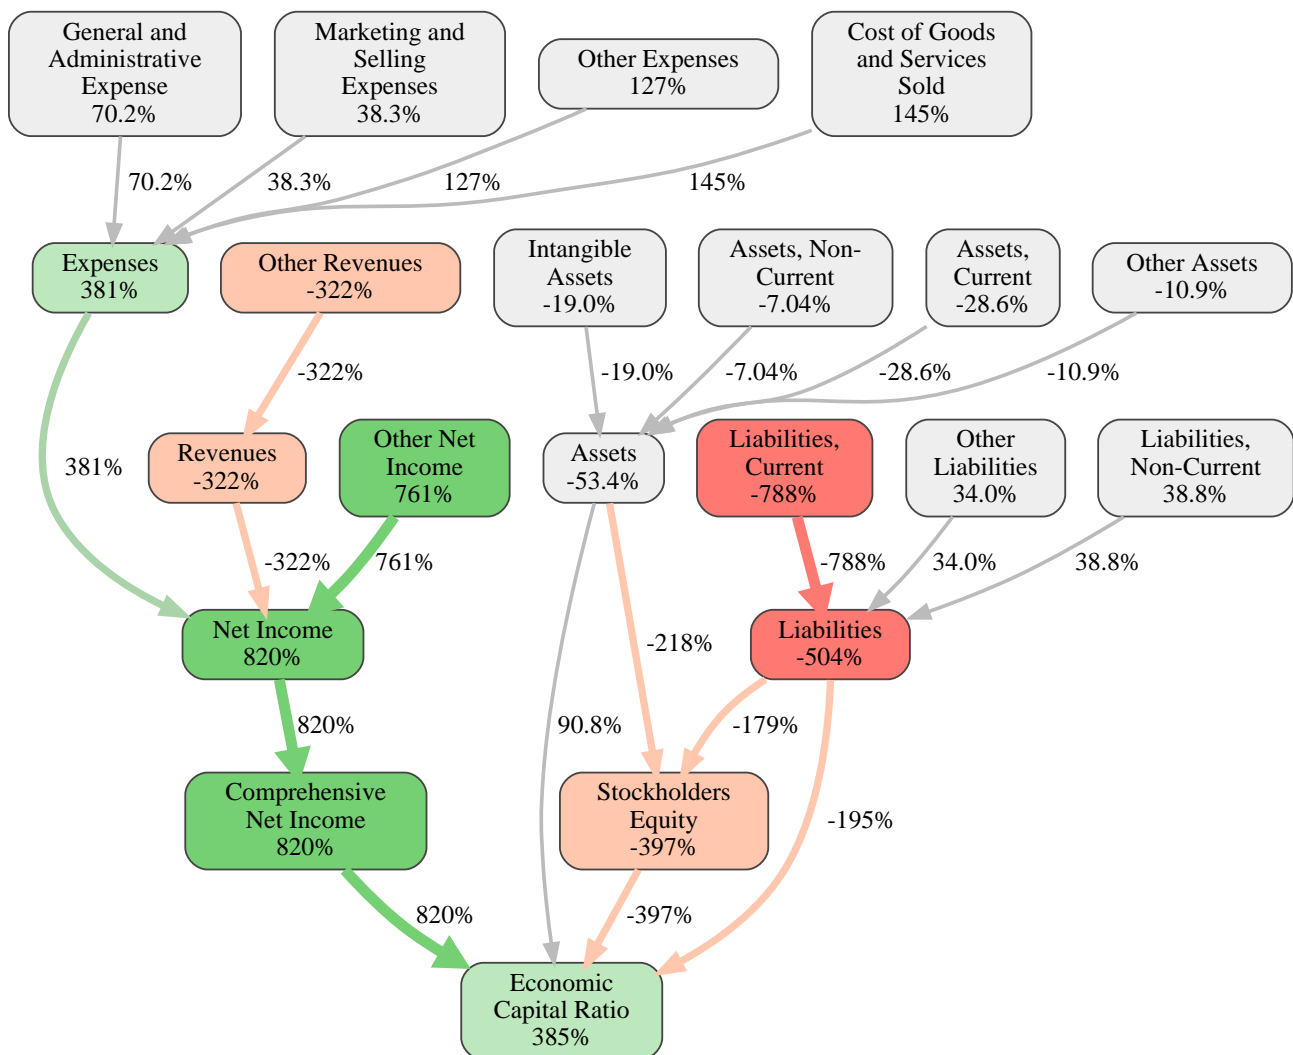 General and
Administrative
Expense
70.2%
Marketing and
Selling
Expenses
38.3%
Other Expenses
127%
Cost of Goods
and Services
Sold
145%
70.2%
38.3%
127%
145%
Expenses
381%
Other Revenues
-322%
Intangible
Assets
-19.0%
Assets, Non-
Current
-7.04%
Assets,
Current
-28.6%
Other Assets
-10.9%
-322%
-19.0%
-7.04%
-28.6%
-10.9%
381%
Revenues
-322%
Other Net
Income
761%
Assets
-53.4%
Liabilities,
Current
-788%
Other
Liabilities
34.0%
Liabilities,
Non-Current
38.8%
-322%
761%
-788%
34.0%
38.8%
Net Income
820%
-218%
Liabilities
-504%
820%
90.8%
-179%
Comprehensive
Net Income
820%
Stockholders
Equity
-397%
-195%
820%
-397%
Economic
Capital Ratio
385%